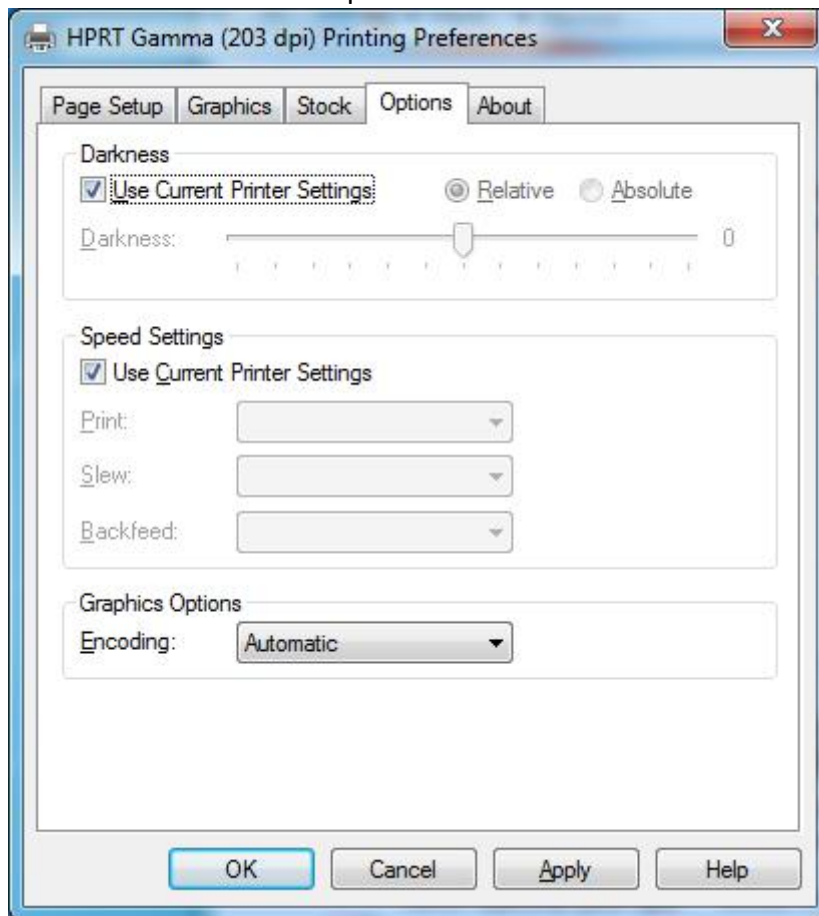 HPRT Gamma (203 dpi) Printing Preferences
Page Setup Graphics Stock Options About
Darkness
Use Current Printer Settings Relative Absolute
Darkness: 0
Speed Settings
Use Current Printer Settings
Print:
Slew:
Backfeed:
Graphics Options
Encoding: Automatic
OK Cancel Apply Help